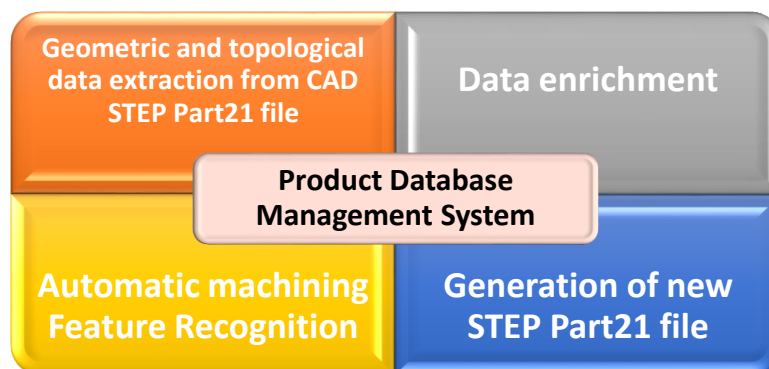 Geometric and topological
data extraction from CAD
STEP Part21 file
Data enrichment
Product Database
Management System
Automatic machining
Feature Recognition
Generation of new
STEP Part21 file